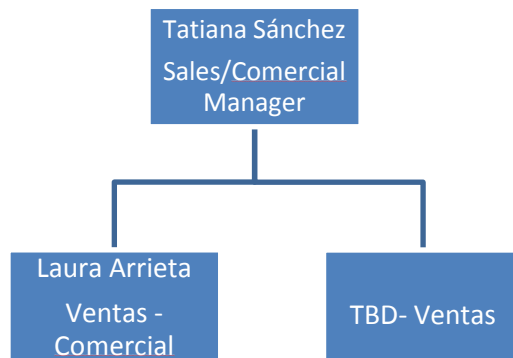 Tatiana Sánchez
Sales/Comercial
Manager
Laura Arrieta
Ventas -
Comercial
TBD- Ventas